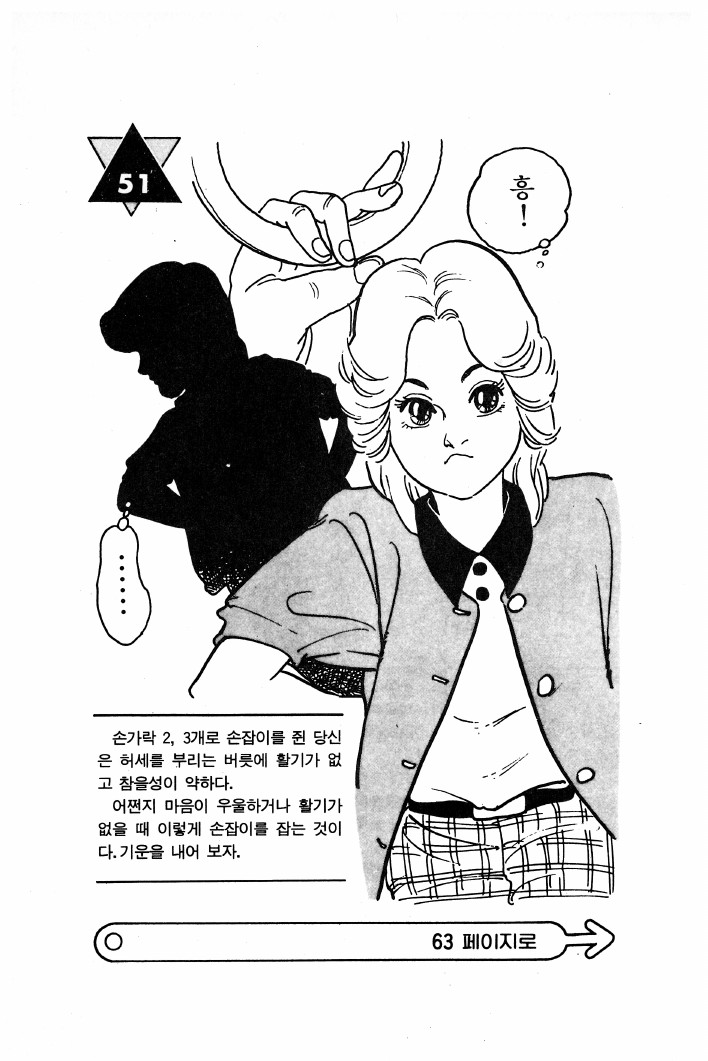 51
흥
!
손가락 2, 3개로 손잡이를 쥔 당신
은 허세를 부리는 버릇에 활기가 없
고 참을성이 약하다.
어쩐지 마음이 우울하거나 활기가
없을 때 이렇게 손잡이를 잡는 것이
다. 기운을 내어 보자.
63 페이지로